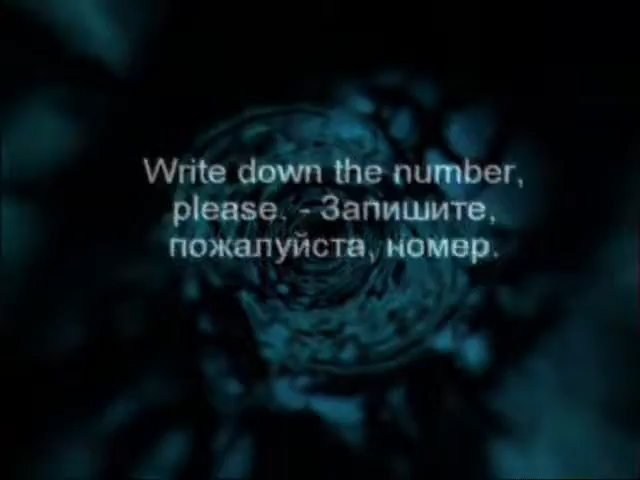 Write down the number,
please. - Запишите,
пожалуйста, номер.